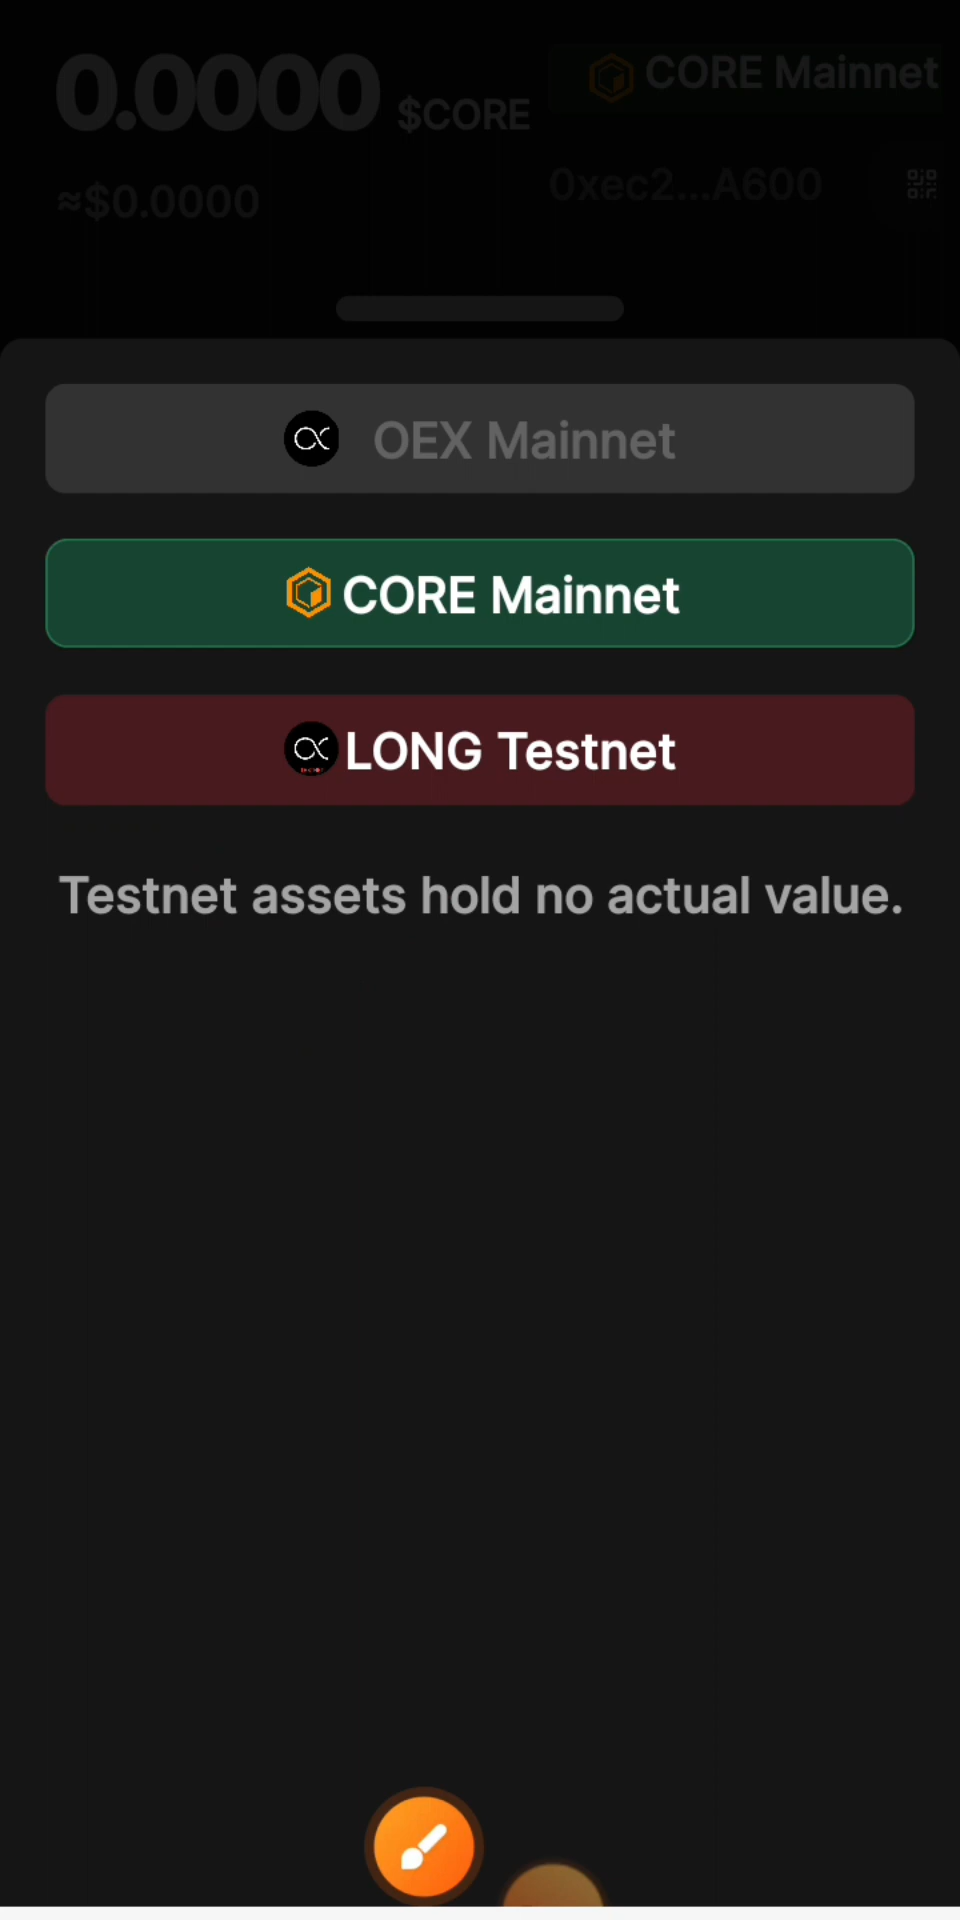 0.0000 $CORE
CORE Mainnet
≈$0.0000
0xec2...A600
OEX Mainnet
CORE Mainnet
LONG Testnet
Testnet assets hold no actual value.